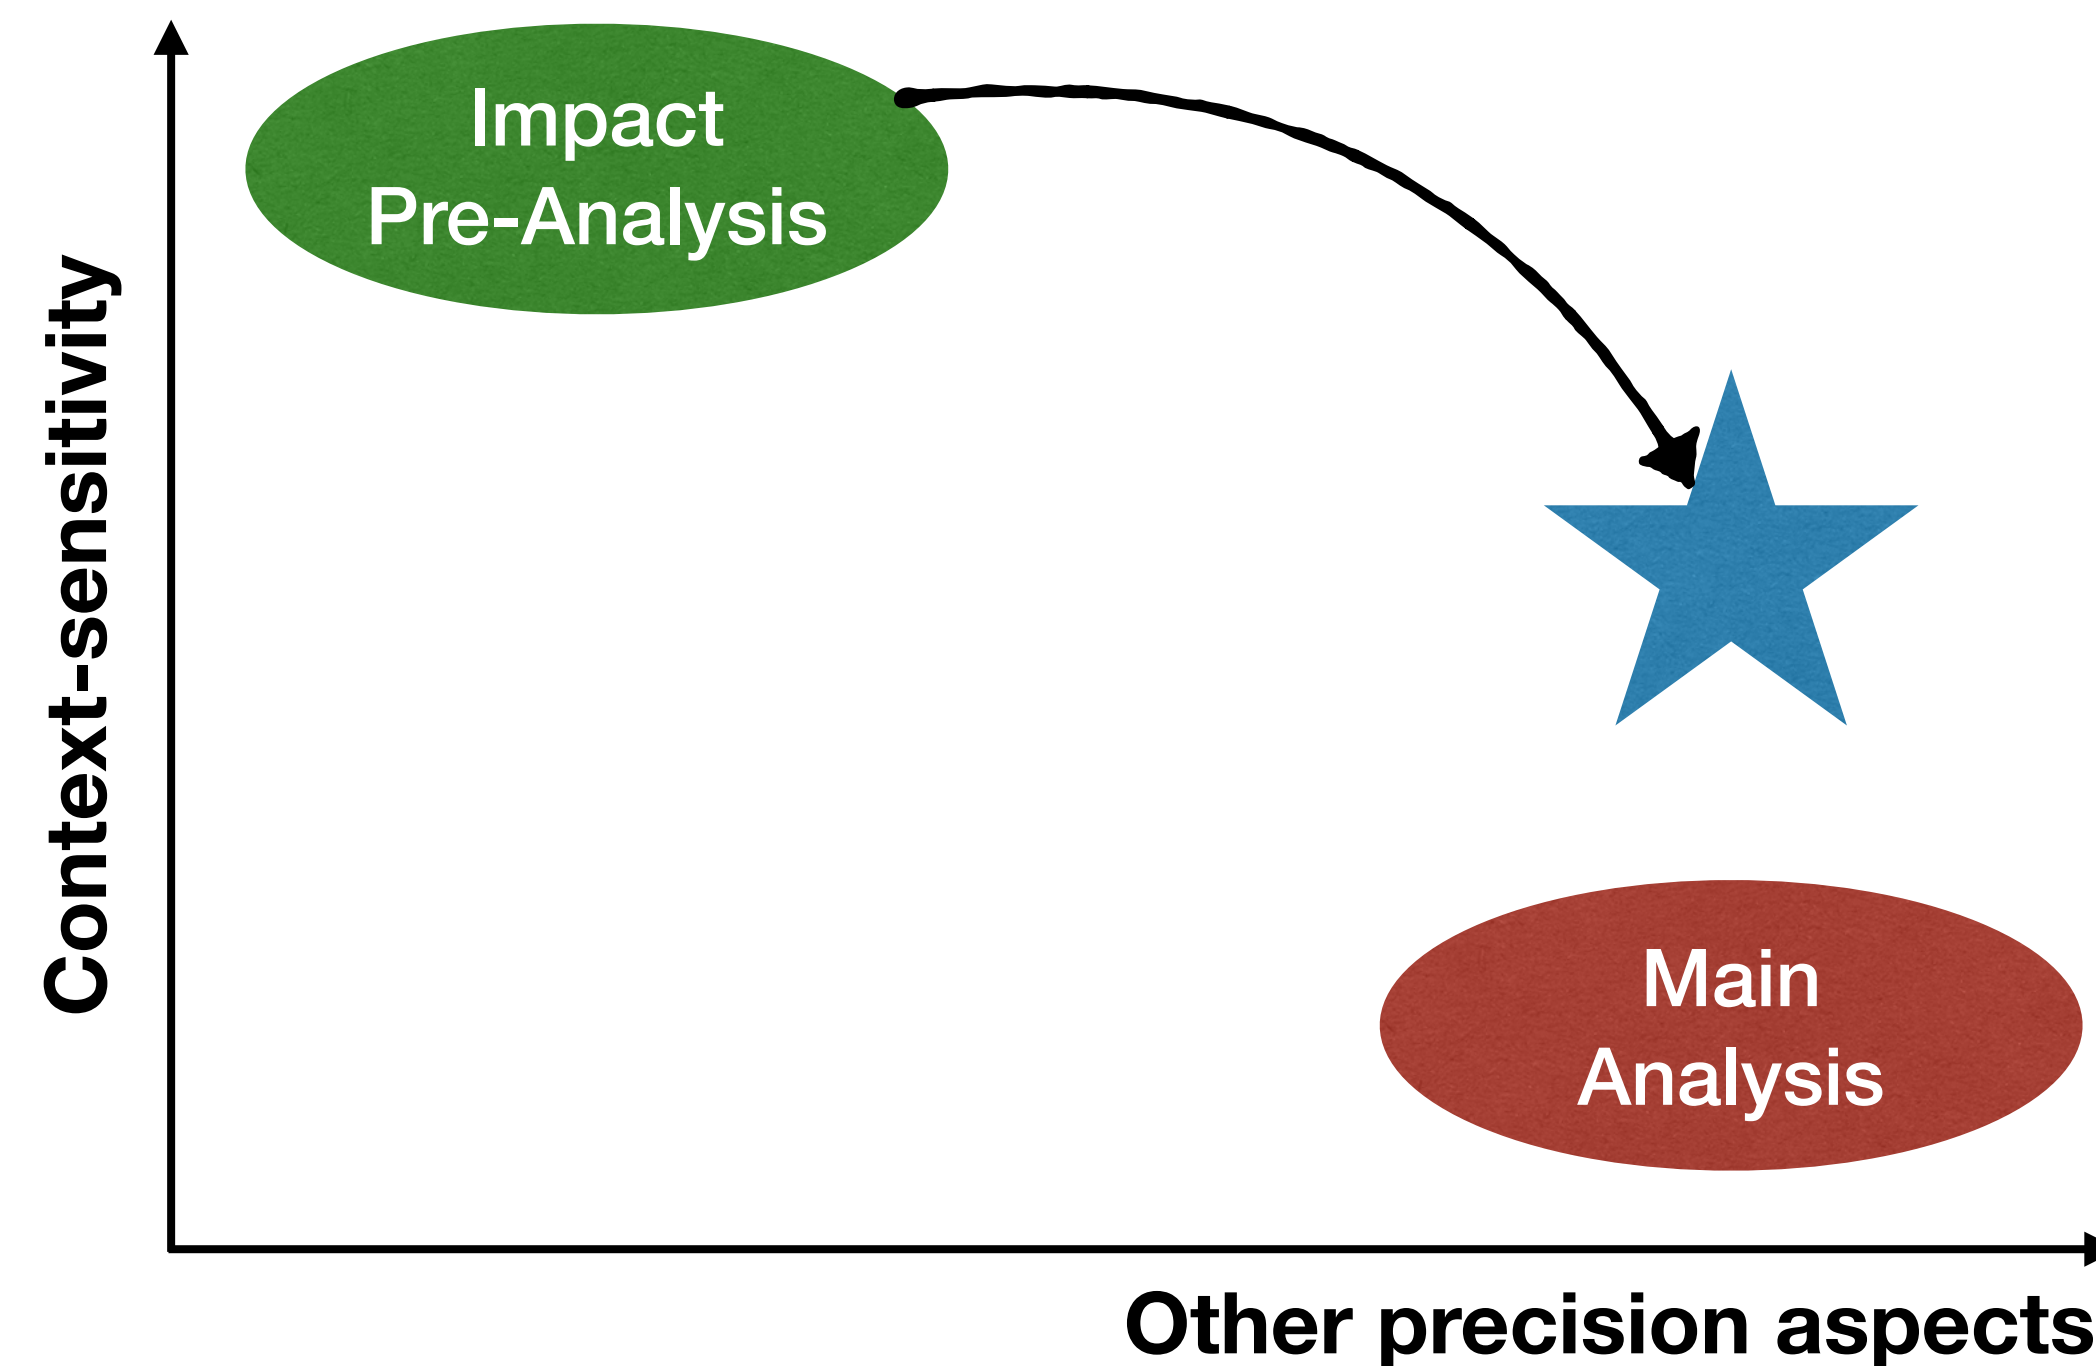 Impact
Pre-Analysis
Context-sensitivity
Main
Analysis
Other precision aspects